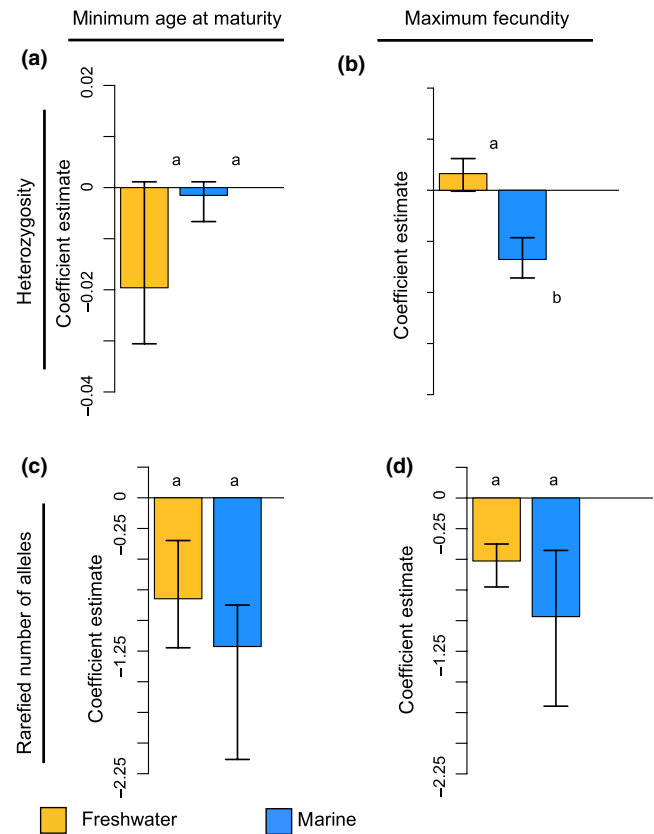 Minimum age at maturity
Maximum fecundity
(a)
(b)
Heterozygosity
Coefficient estimate
0.02
0
−0.02
−0.04
a
a
Coefficient estimate
a
b
(c)
(d)
Rarefied number of alleles
Coefficient estimate
0
−0.25
−1.25
−2.25
a
a
Coefficient estimate
0
−0.25
−1.25
−2.25
a
a
Freshwater
Marine